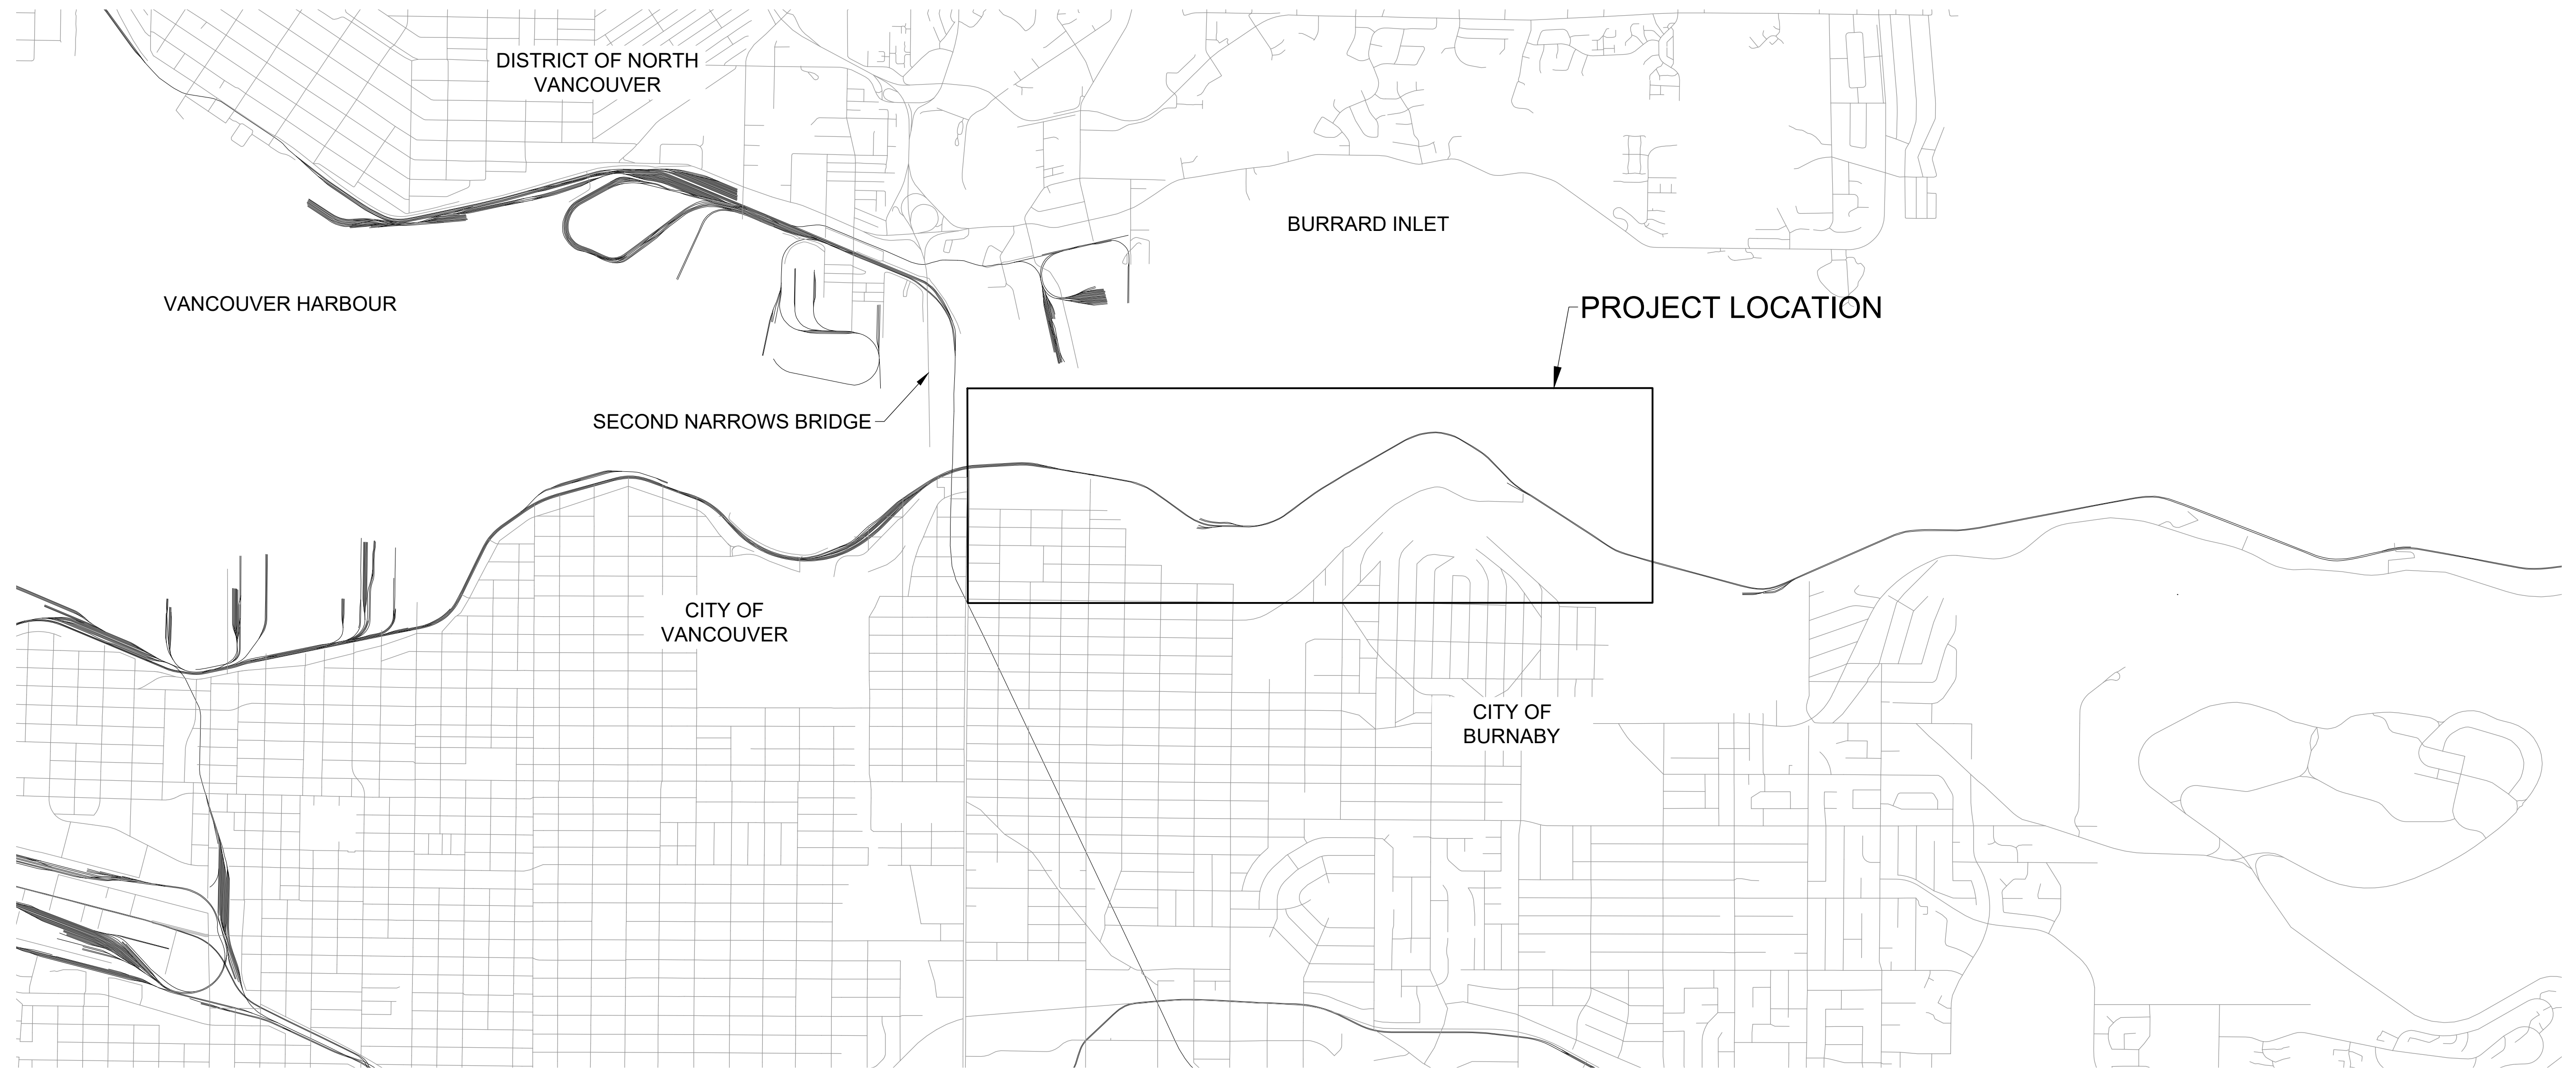 DISTRICT OF NORTH
VANCOUVER
BURRARD INLET
VANCOUVER HARBOUR
PROJECT LOCATION
SECOND NARROWS BRIDGE
CITY OF
VANCOUVER
CITY OF
BURNABY